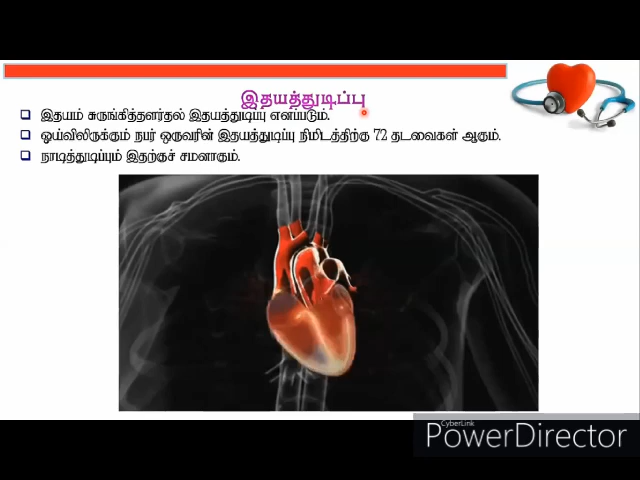 இதயத்துடிப்பு
இதயம் சுருங்கித்தளர்தல் இதயத்துடிப்பு எனப்படும்.
ஓய்விலிருக்கும் நபர் ஒருவரின் இதயத்துடிப்பு நிமிடத்திற்கு 72 தடவைகள் ஆகும்.
நாடித்துடிப்பும் இதற்குச் சமனாகும்.
CyberLink
PowerDirector